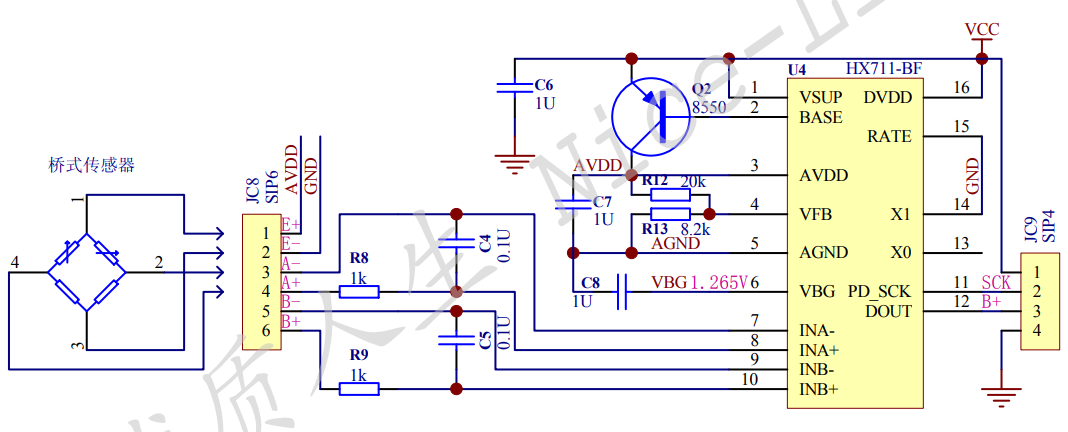 VCC
U4
HX711-BF
C6
1U
Q2
8550
1
VSUP
DVDD
16
2
BASE
RATE
15
桥式传感器
JC8
SIP6
AVDD
GND
AVDD
3
AVDD
GND
R12
20k
C7
1U
4
VFB
X1
14
R13
8.2k
AGND
5
AGND
X0
13
JC9
SIP4
1
4
2
3
1
E+
2
E-
3
A-
4
A+
5
B-
6
B+
R8
1k
C4
0.1U
C8
1U
VBG
1.265V
6
VBG
PD_SCK
11
SCK
DOUT
12
B+
1
2
3
4
7
INA-
8
INA+
9
INB-
10
INB+
C5
0.1U
R9
1k
质人生 Nice-L